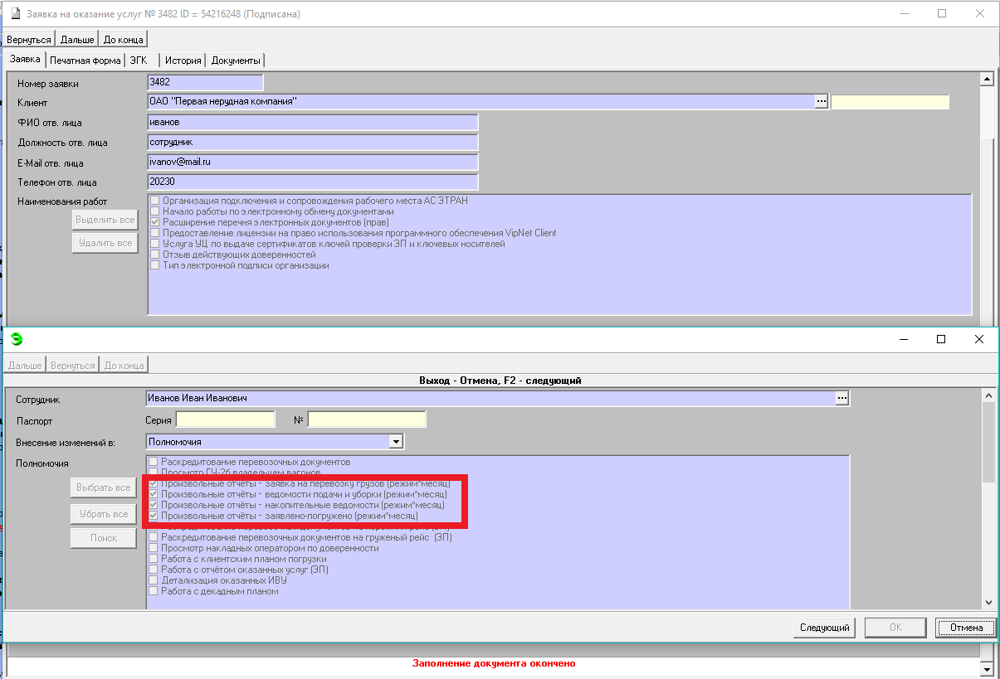 Заявка на оказание услуг № 3482 ID = 54216248 (Подписана)
Вернуться Дальше До конца
Заявка Печатная форма ЭГК История Документы
Номер заявки 3482
Клиент ОАО "Первая нерудная компания" ...
ФИО отв. лица иванов
Должность отв. лица сотрудник
E-Mail отв. лица ivanov@mail.ru
Телефон отв. лица 20230
Наименования работ
Выделить все
Удалить все
Организация подключения и сопровождения рабочего места АС ЭТРАН
Начало работы по электронному обмену документами
Расширение перечня электронных документов (прав)
Предоставление лицензии на право использования программного обеспечения VipNet Client
Услуга УЦ по выдаче сертификатов ключей проверки ЭП и ключевых носителей
Отзыв действующих доверенностей
Тип электронной подписи организации
Э
Дальше Вернуться До конца
Выход - Отмена, F2 - следующий
Сотрудник Иванов Иван Иванович ...
Паспорт Серия №
Внесение изменений в: Полномочия
Полномочия
Выбрать все
Убрать все
Поиск
Раскредитование перевозочных документов
Просмотр ГУ-2б владельцем вагонов
Произвольные отчёты - заявка на перевозку грузов (режим*месяц)
Произвольные отчёты - ведомости подачи и уборки (режим*месяц)
Произвольные отчёты - накопительные ведомости (режим*месяц)
Произвольные отчёты - заявлено-погружено (режим*месяц)
Раскредитование перевозочных документов на порожний рейс (ЭП)
Раскредитование перевозочных документов на груженый рейс (ЭП)
Просмотр накладных оператором по доверенности
Работа с клиентским планом погрузки
Работа с отчётом оказанных услуг (ЭП)
Детализация оказанных ИВУ
Работа с декадным планом
Следующий ОК Отмена
Заполнение документа окончено